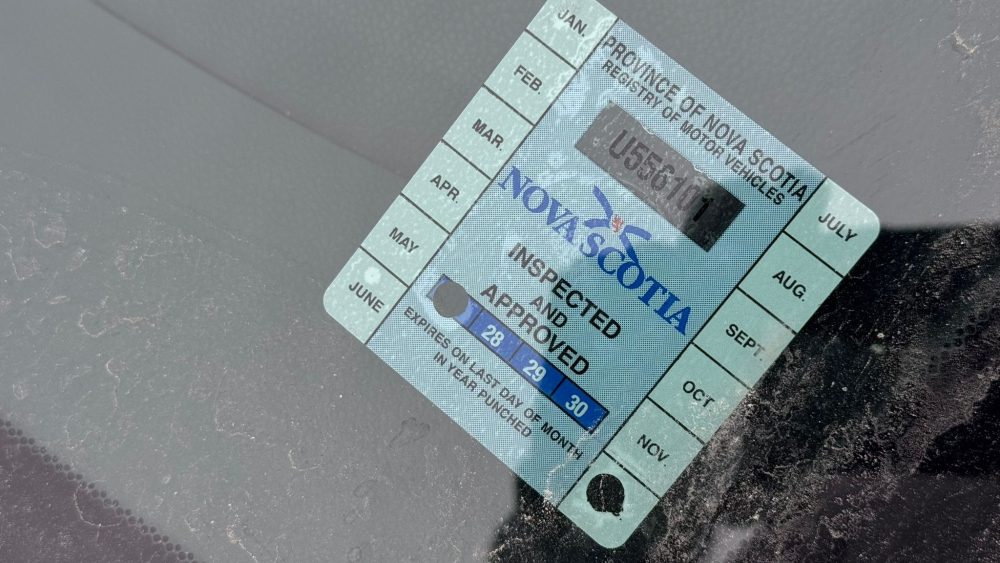 JAN.
FEB
MAR.
APR.
MAY
JUNE
PROVINCE OF NOVA SCOTIA
REGISTRY OF MOTOR VEHICLES
U556101
NOVA SCOTIA
INSPECTED
AND
APPROVED
28 29 30
EXPIRES ON LAST DAY OF MONTH
IN YEAR PUNCHED
JULY
AUG.
SEPT.
OCT
NOV.